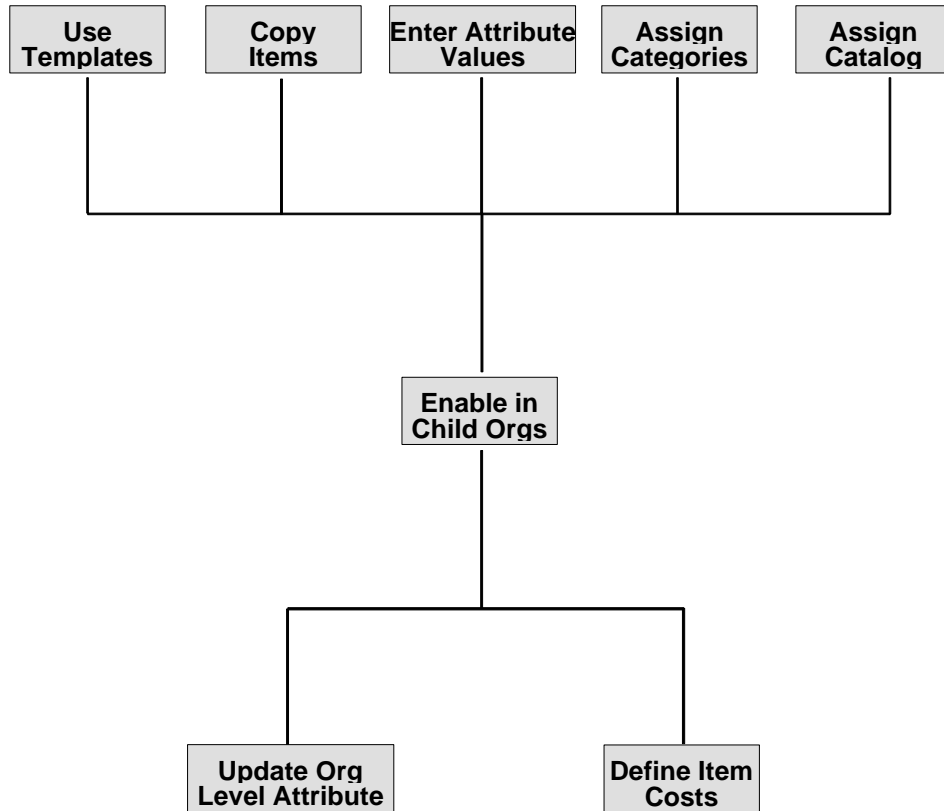 Use
Templates
Copy
Items
Enter Attribute
Values
Assign
Categories
Assign
Catalog
Enable in
Child Orgs
Update Org
Level Attribute
Define Item
Costs